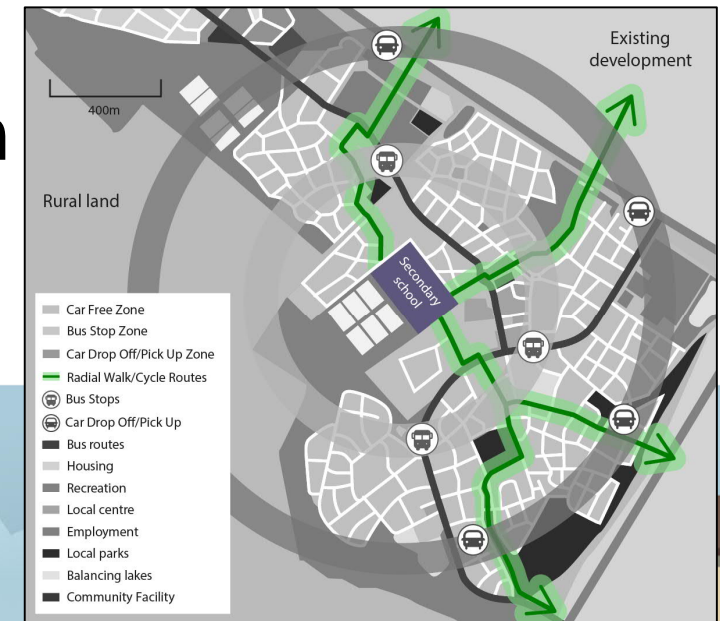 n
Existing
development
400m
Rural land
Secondary
school
Car Free Zone
Bus Stop Zone
Car Drop Off/Pick Up Zone
Radial Walk/Cycle Routes
Bus Stops
Car Drop Off/Pick Up
Bus routes
Housing
Recreation
Local centre
Employment
Local parks
Balancing lakes
Community Facility